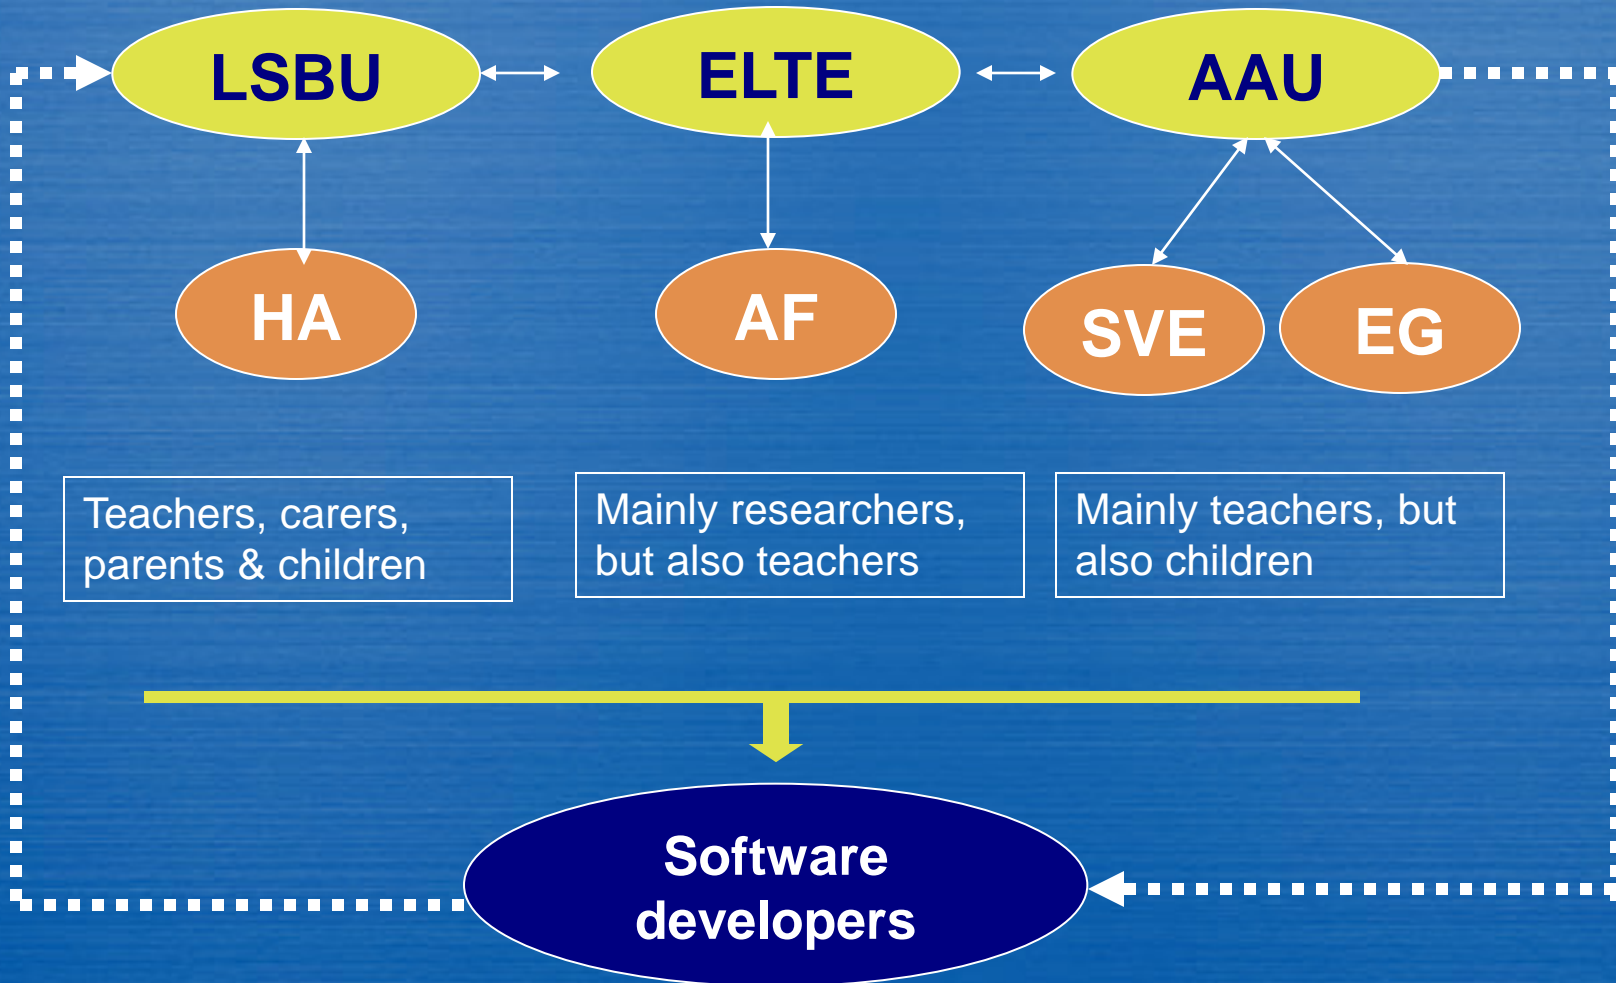 LSBU
ELTE
AAU
HA
AF
SVE
EG
Teachers, carers,
parents & children
Mainly researchers,
but also teachers
Mainly teachers, but
also children
Software
developers